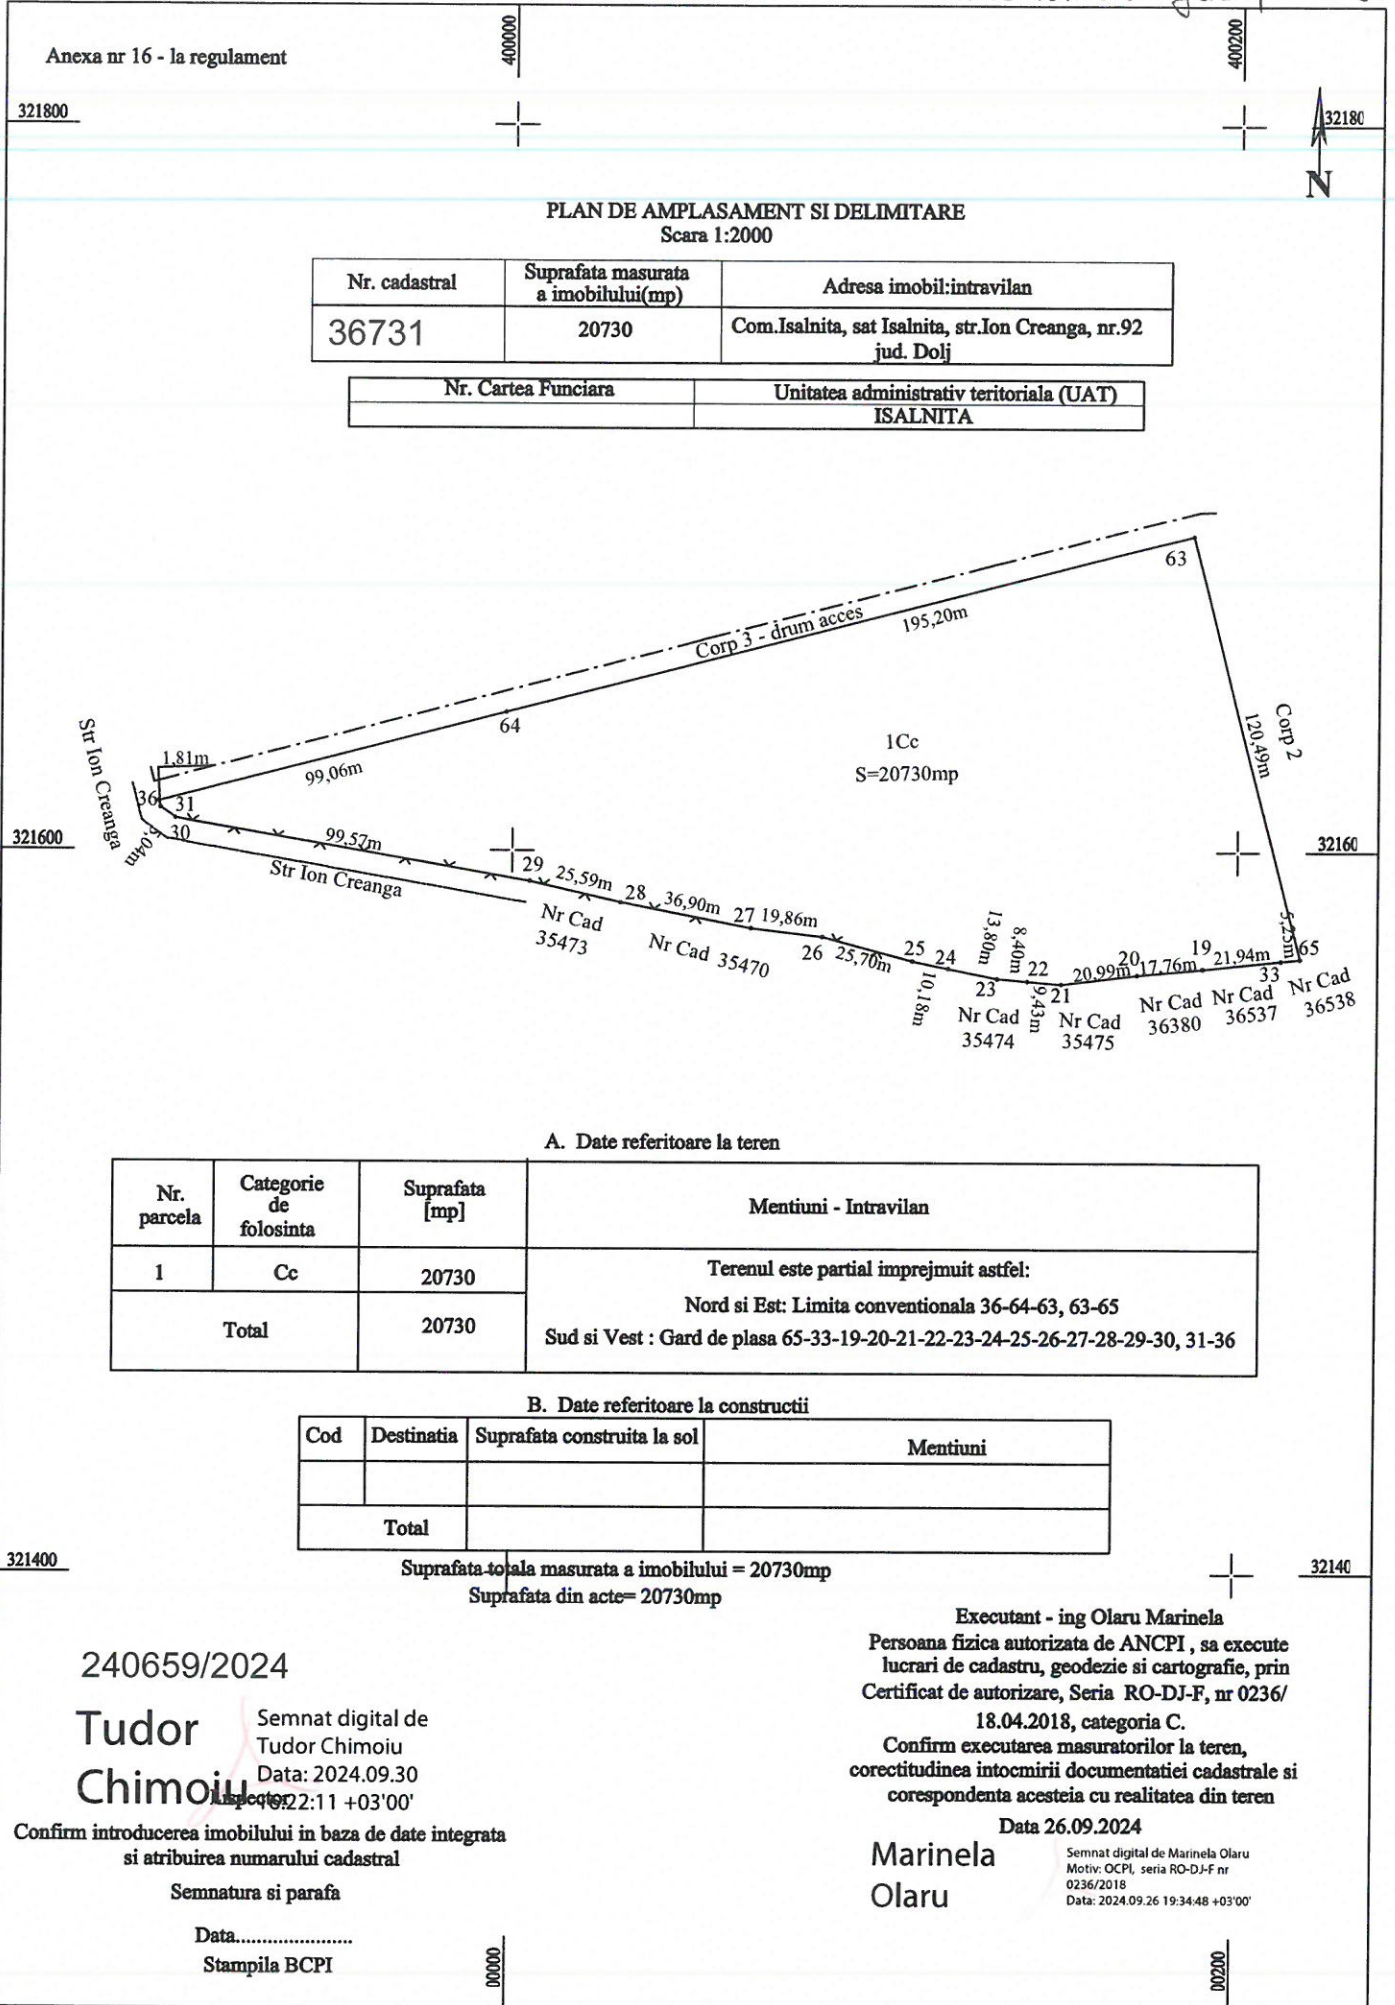 Anexa nr 16 - la regulament
400000
400200
321800
32180
N
PLAN DE AMPLASAMENT SI DELIMITARE
Scara 1:2000
Nr. cadastral
Suprafata masurata
a imobilului(mp)
Adresa imobil:intravilan
36731
20730
Com.Isalnita, sat Isalnita, str.Ion Creanga, nr.92
jud. Dolj
Nr. Cartea Funciara
Unitatea administrativ teritoriala (UAT)
ISALNITA
63
Corp 3 - drum acces
195,20m
64
Corp 2
120,49m
1Cc
S=20730mp
Str Ion Creanga
1,81m
99,06m
36
31
30
99,57m
321600
32160
Str Ion Creanga
29
25,59m
28
36,90m
27
19,86m
26
25,70m
25
24
10,18m
13,80m
23
8,40m
22
9,43m
21
20,99m
20
17,76m
19
21,94m
33
5,25m
65
Nr Cad
35473
Nr Cad 35470
Nr Cad
35474
Nr Cad
35475
Nr Cad
36380
Nr Cad
36537
Nr Cad
36538
A. Date referitoare la teren
Nr.
parcela
Categorie
de
folosinta
Suprafata
[mp]
Mentiuni - Intravilan
1
Cc
20730
Terenul este partial imprejmuit astfel:
Nord si Est: Limita conventionala 36-64-63, 63-65
Total
20730
Sud si Vest : Gard de plasa 65-33-19-20-21-22-23-24-25-26-27-28-29-30, 31-36
B. Date referitoare la constructii
Cod
Destinatia
Suprafata construita la sol
Mentiuni
Total
321400
32140
Suprafata totala masurata a imobilului = 20730mp
Suprafata din acte= 20730mp
Executant - ing Olaru Marinela
Persoana fizica autorizata de ANCPI , sa execute
lucrari de cadastru, geodezie si cartografie, prin
Certificat de autorizare, Seria RO-DJ-F, nr 0236/
18.04.2018, categoria C.
Confirm executarea masuratorilor la teren,
corectitudinea intocmirii documentatiei cadastrale si
corespondenta acesteia cu realitatea din teren
Data 26.09.2024
Marinela
Olaru
Semnat digital de Marinela Olaru
Motiv: OCPI, seria RO-DJ-F nr
0236/2018
Data: 2024.09.26 19:34:48 +03'00'
240659/2024
Tudor
Chimoiu
Semnat digital de
Tudor Chimoiu
Data: 2024.09.30
16:22:11 +03'00'
Inspector
Confirm introducerea imobilului in baza de date integrata
si atribuirea numarului cadastral
Semnatura si parafa
Data......................
Stampila BCPI
00000
00200